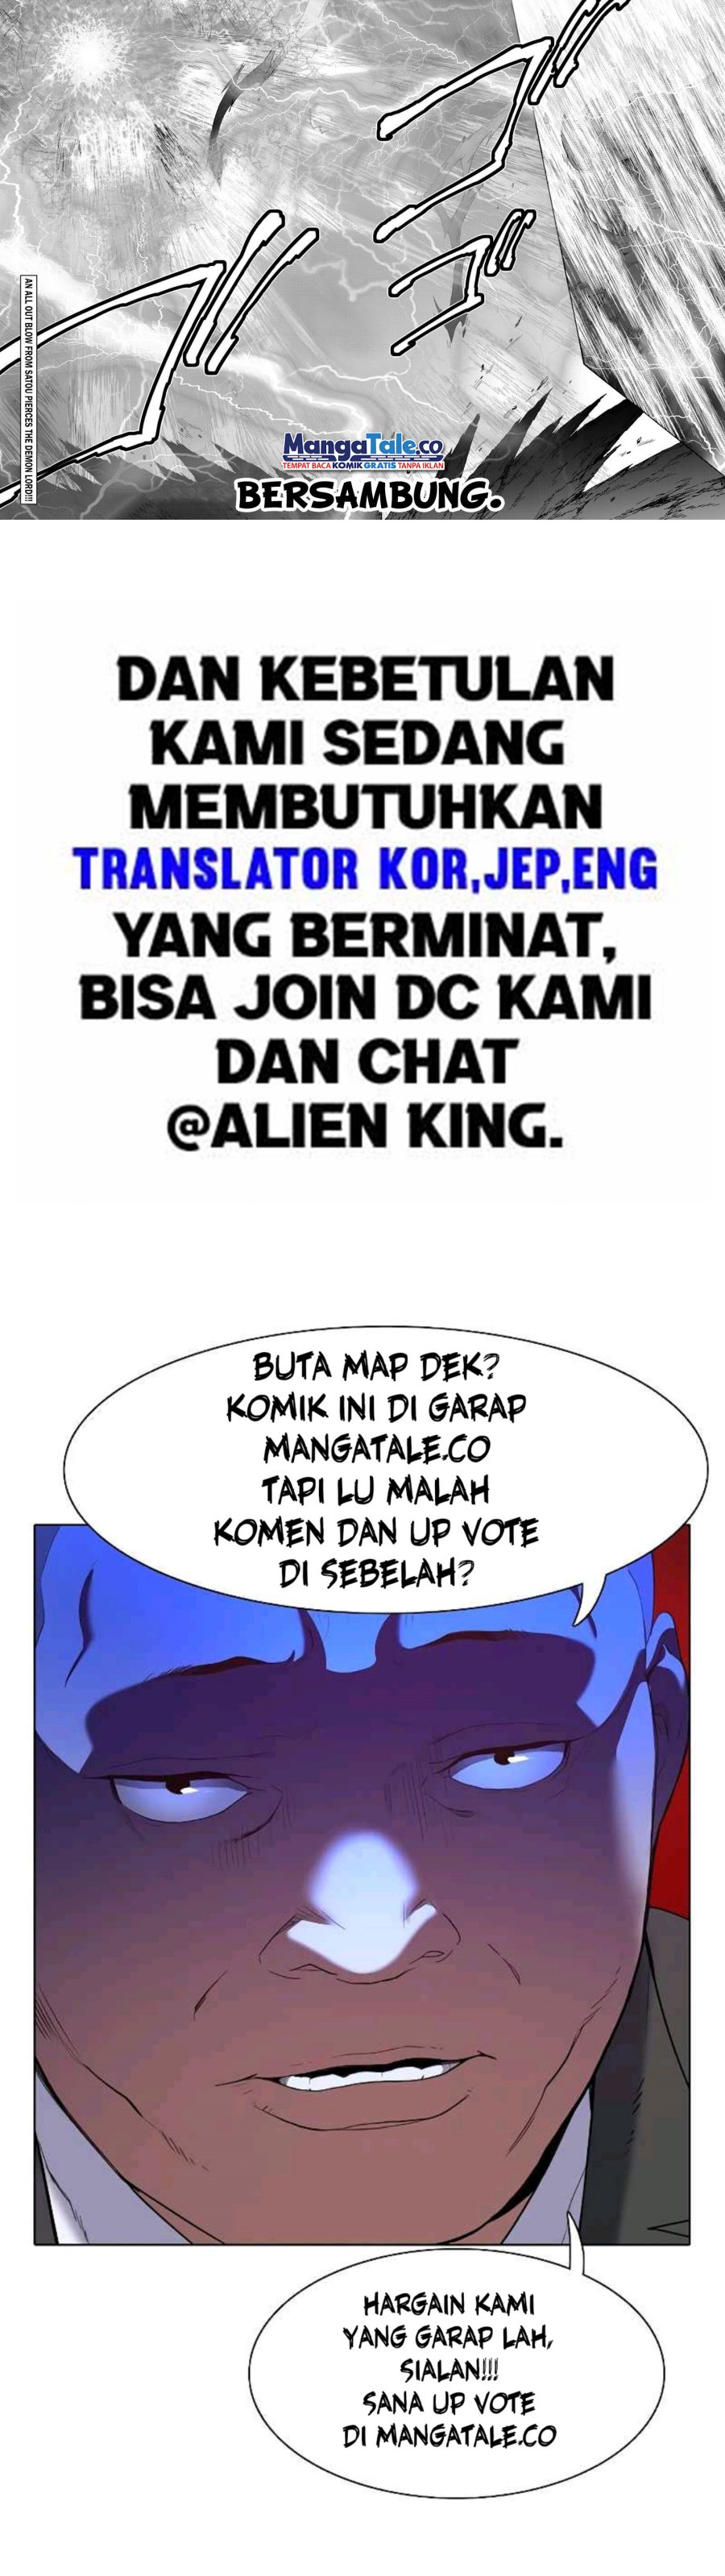 ブ
ブブ
AN ALL OUT BLOW FROM SATOU PIERCES THE DEMON LORD!!!
MangaTale.co
TEMPAT BACA KOMIK GRATIS TANPA IKLAN
BERSAMBUNG.
DAN KEBETULAN
KAMI SEDANG
MEMBUTUHKAN
TRANSLATOR KOR,JEP,ENG
YANG BERMINAT,
BISA JOIN DC KAMI
DAN CHAT
@ALIEN KING.
BUTA MAP DEK?
KOMIK INI DI GARAP
MANGATALE.CO
TAPI LU MALAH
KOMEN DAN UP VOTE
DI SEBELAH?
HARGAIN KAMI
YANG GARAP LAH,
SIALAN!!!
SANA UP VOTE
DI MANGATALE.CO